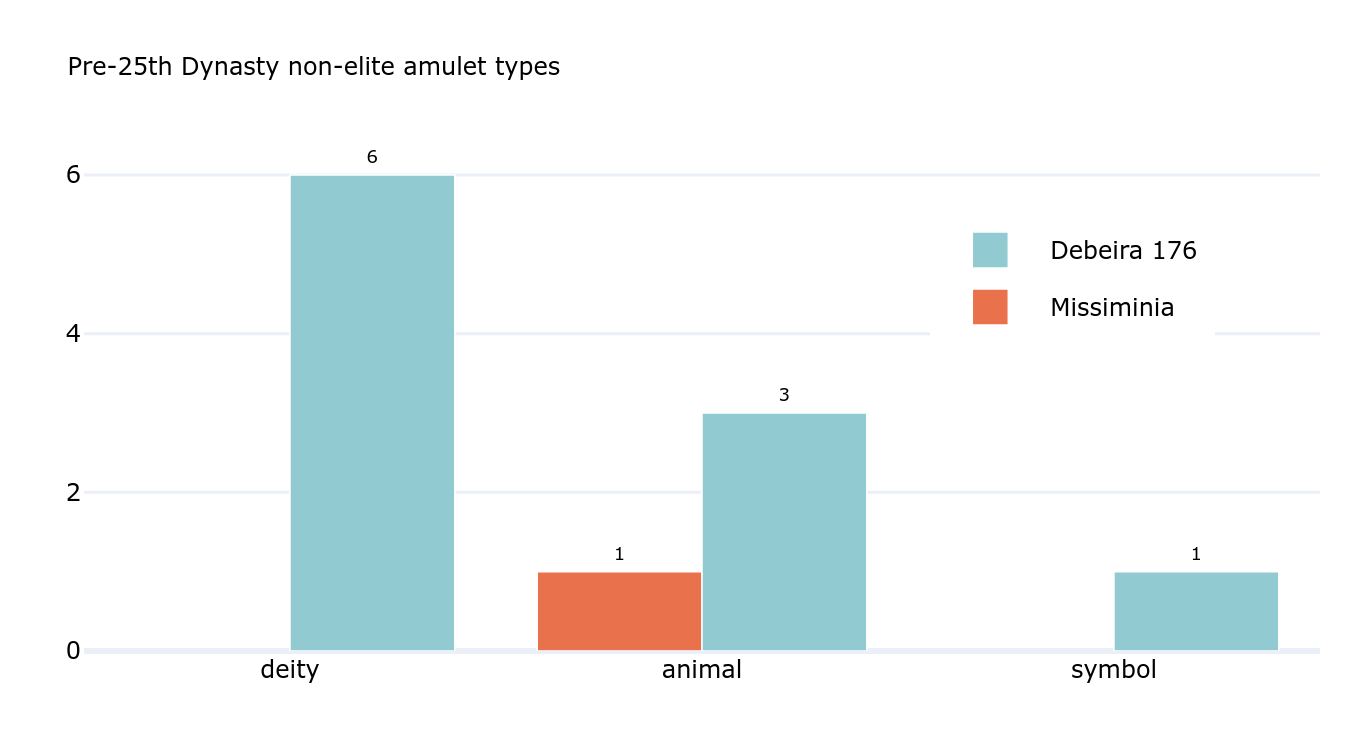 Pre-25th Dynasty non-elite amulet types
6
6
Debeira 176
Missiminia
4
3
2
1
1
0
deity animal symbol